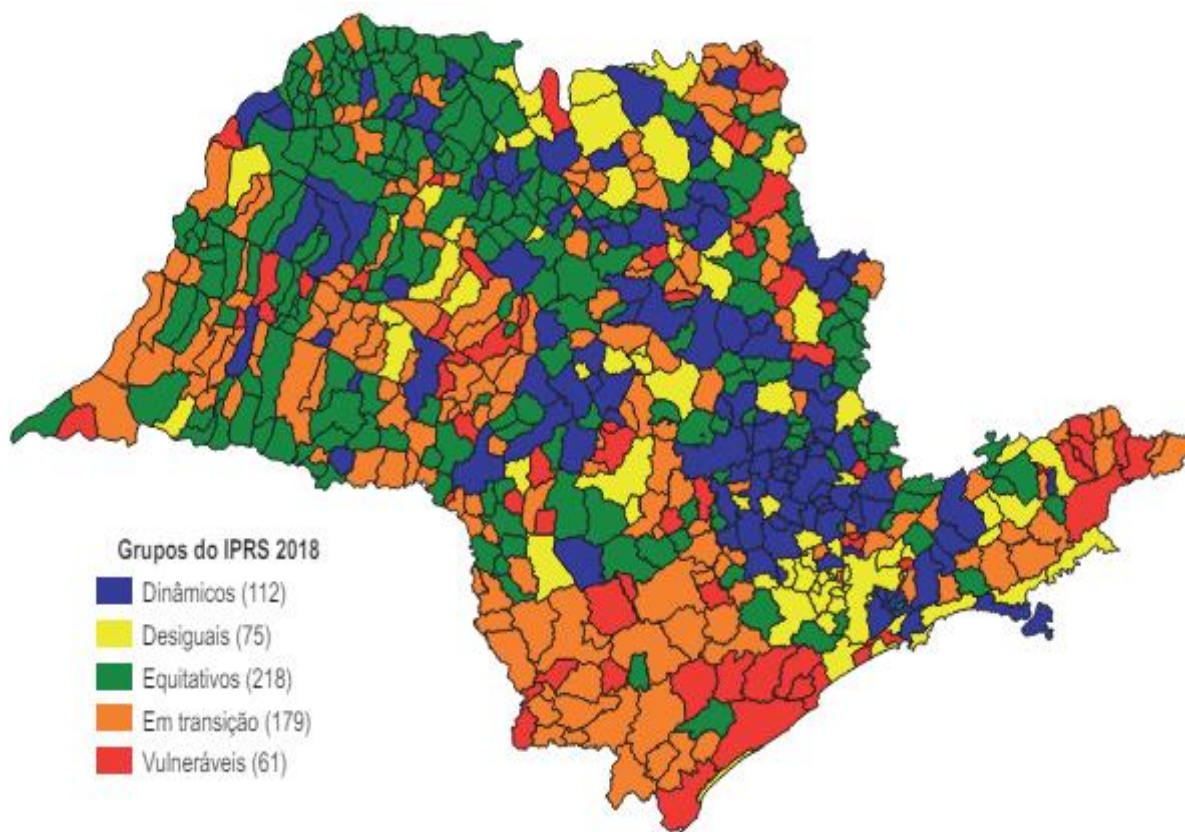 Grupos do IPRS 2018
Dinâmicos (112)
Desiguais (75)
Equitativos (218)
Em transição (179)
Vulneráveis (61)